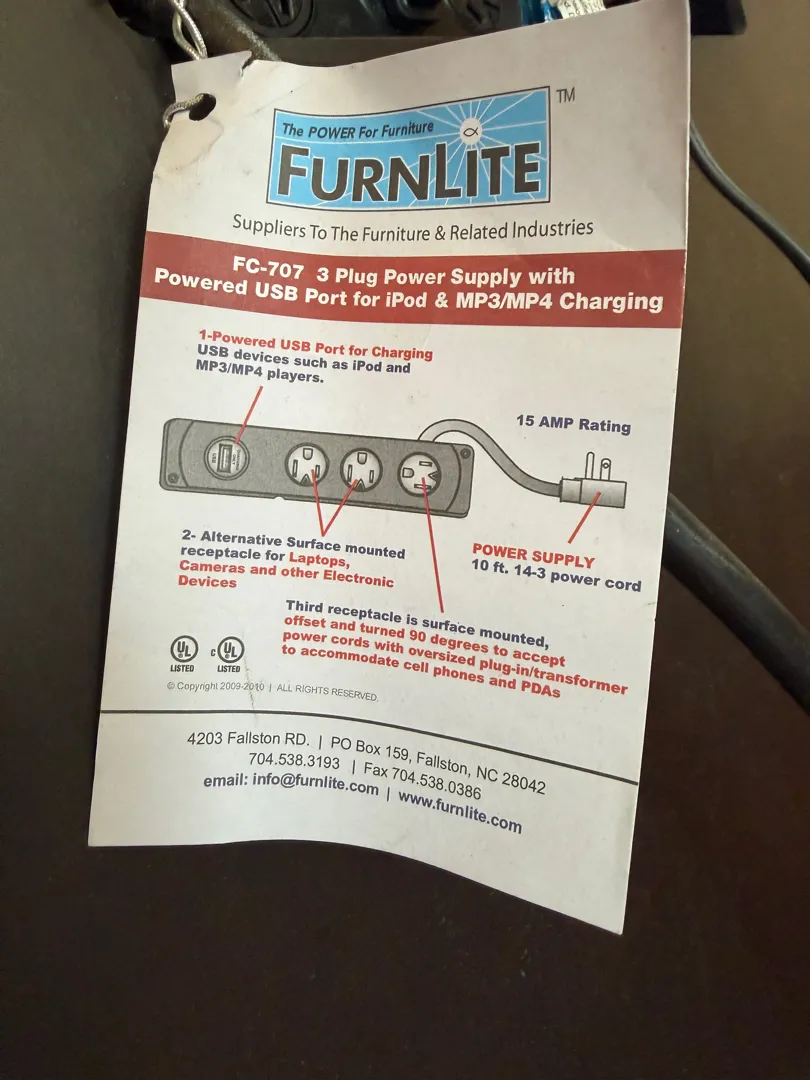 The POWER For Furniture
TM
FURNLITE
Suppliers To The Furniture & Related Industries
FC-707 3 Plug Power Supply with
Powered USB Port for iPod & MP3/MP4 Charging
1-Powered USB Port for Charging
USB devices such as iPod and
MP3/MP4 players.
15 AMP Rating
USB
2- Alternative Surface mounted
receptacle for Laptops,
Cameras and other Electronic
Devices
POWER SUPPLY
10 ft. 14-3 power cord
Third receptacle is surface mounted,
offset and turned 90 degrees to accept
power cords with oversized plug-in/transformer
to accommodate cell phones and PDAs
UL
LISTED
C UL
LISTED
© Copyright 2009-2010 | ALL RIGHTS RESERVED.
4203 Fallston RD. | PO Box 159, Fallston, NC 28042
704.538.3193 | Fax 704.538.0386
email: info@furnlite.com | www.furnlite.com